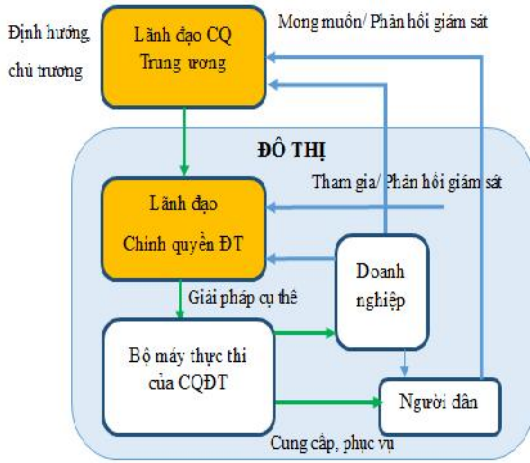 Mong muốn/ Phản hồi giám sát
Định hướng,
chủ trương
Lãnh đạo CQ
Trung ương
ĐÔ THỊ
Tham gia/ Phản hồi giám sát
Lãnh đạo
Chính quyền ĐT
Doanh
nghiệp
Giải pháp cụ thể
Bộ máy thực thi
của CQĐT
Người dân
Cung cấp, phục vụ